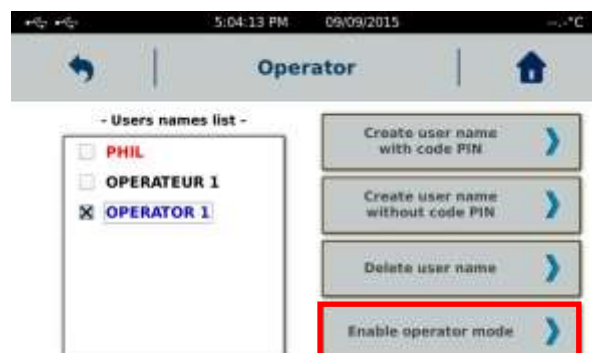 5:04:13 PM 09/09/2015 --.-°C
Operator
- Users names list -
PHIL
OPERATEUR 1
OPERATOR 1
Create user name
with code PIN
Create user name
without code PIN
Delete user name
Enable operator mode